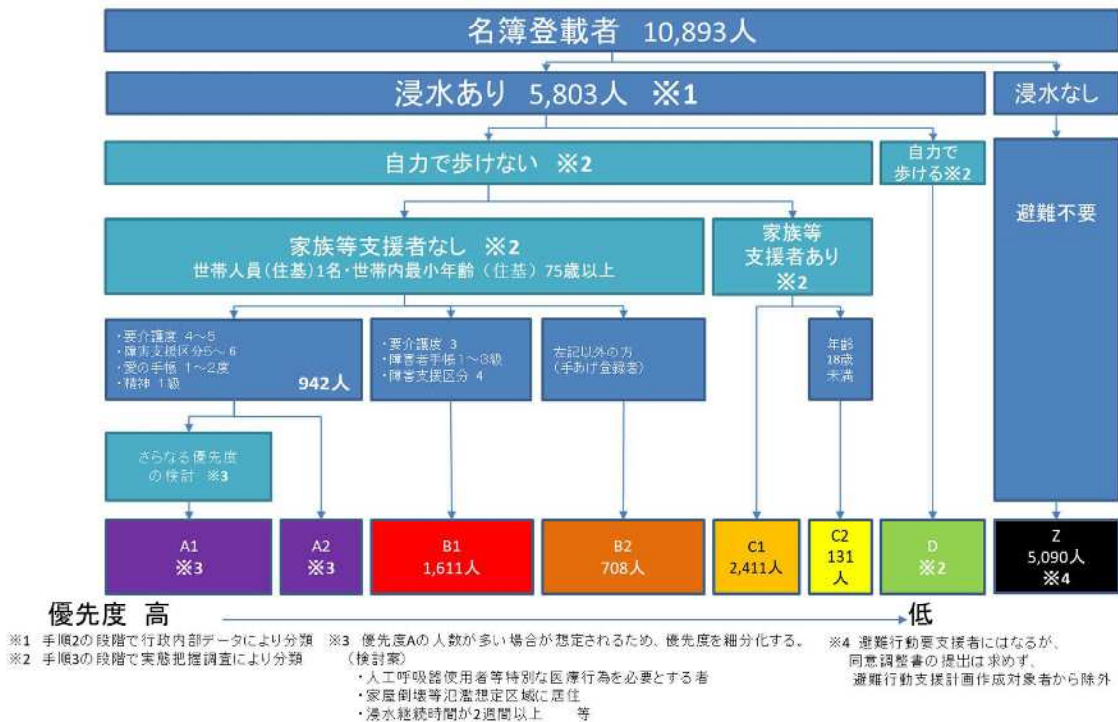 名簿登載者 10,893人
浸水あり 5,803人 ※1
浸水なし
自力で歩けない ※2
自力で
歩ける※2
避難不要
家族等支援者なし ※2
世帯人員(住基)1名・世帯内最小年齢(住基)75歳以上
家族等
支援者あり
※2
・要介護度 4～5
・障害支援区分5～6
・愛の手帳 1～2度
・精神 1級
942人
・要介護度 3
・障害者手帳1～3級
・障害支援区分 4
左記以外の方
(手あげ登録者)
年齢
18歳
未満
さらなる優先度
の検討 ※3
A1
※3
A2
※3
B1
1,611人
B2
708人
C1
2,411人
C2
131
人
D
※2
Z
5,090人
※4
優先度 高
低
※1 手順2の段階で行政内部データにより分類
※2 手順3の段階で実態把握調査により分類
※3 優先度Aの人数が多い場合が想定されるため、優先度を細分化する。
(検討案)
・人工呼吸器使用者等特別な医療行為を必要とする者
・家屋倒壊等氾濫想定区域に居住
・浸水継続時間が2週間以上 等
※4 避難行動要支援者にはなるが、
同意調整書の提出は求めず、
避難行動支援計画作成対象者から除外